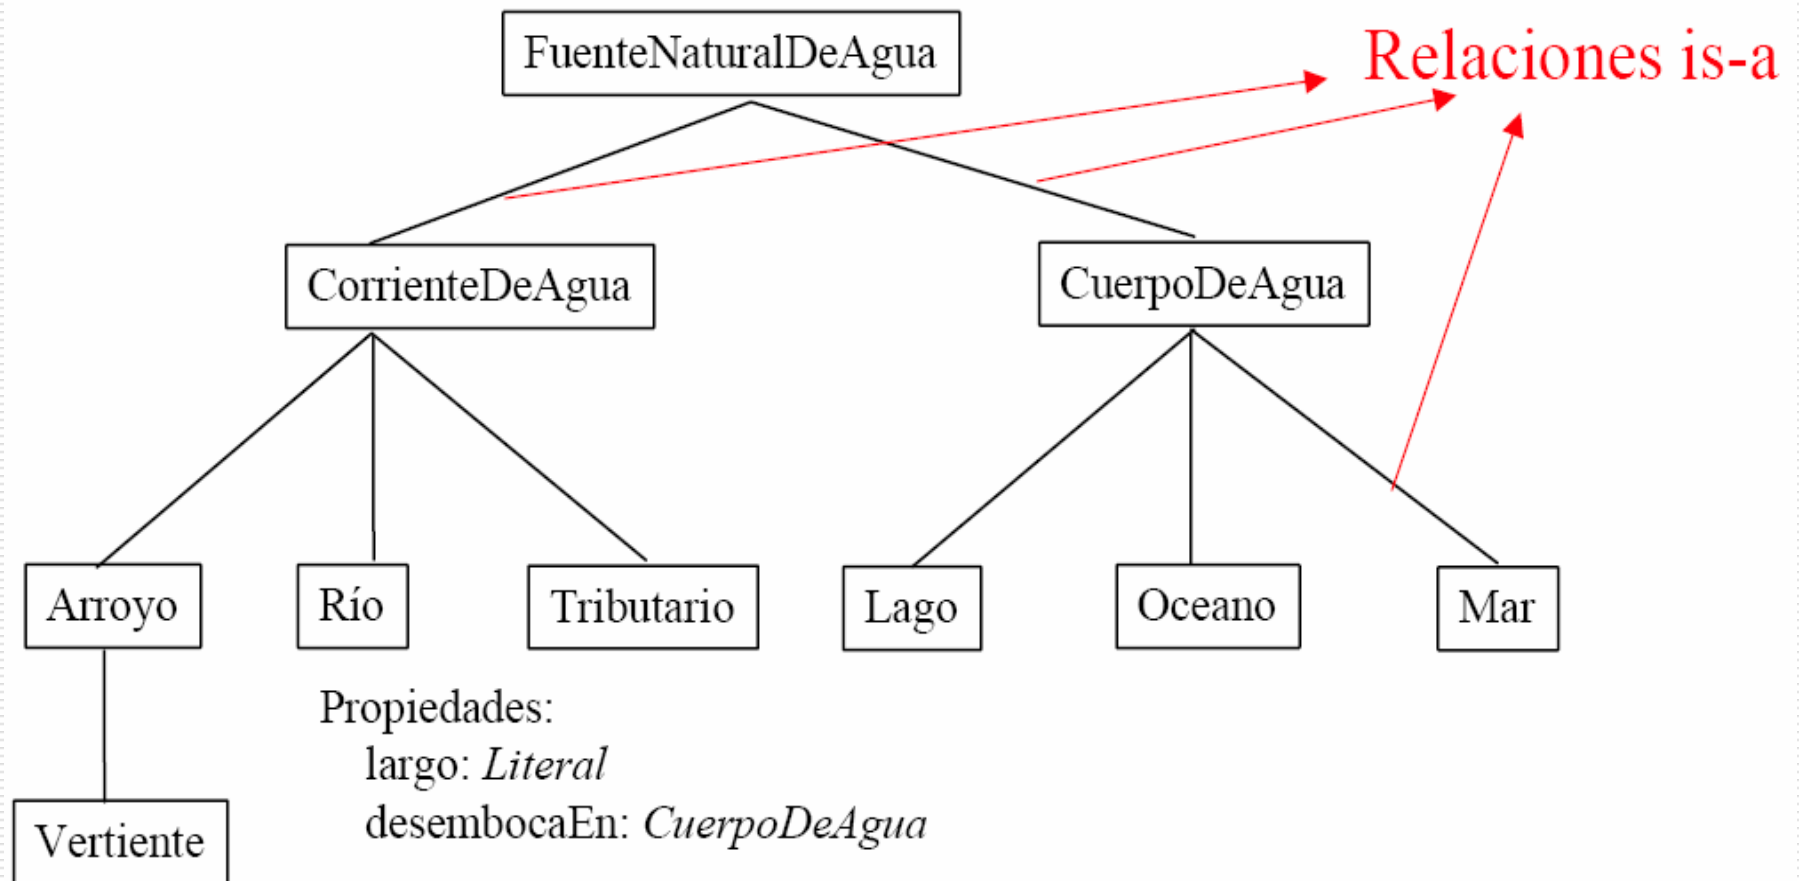 FuenteNaturalDeAgua
Relaciones is-a
CorrienteDeAgua
CuerpoDeAgua
Arroyo
Río
Tributario
Lago
Oceano
Mar
Propiedades:
largo: Literal
desembocaEn: CuerpoDeAgua
Vertiente